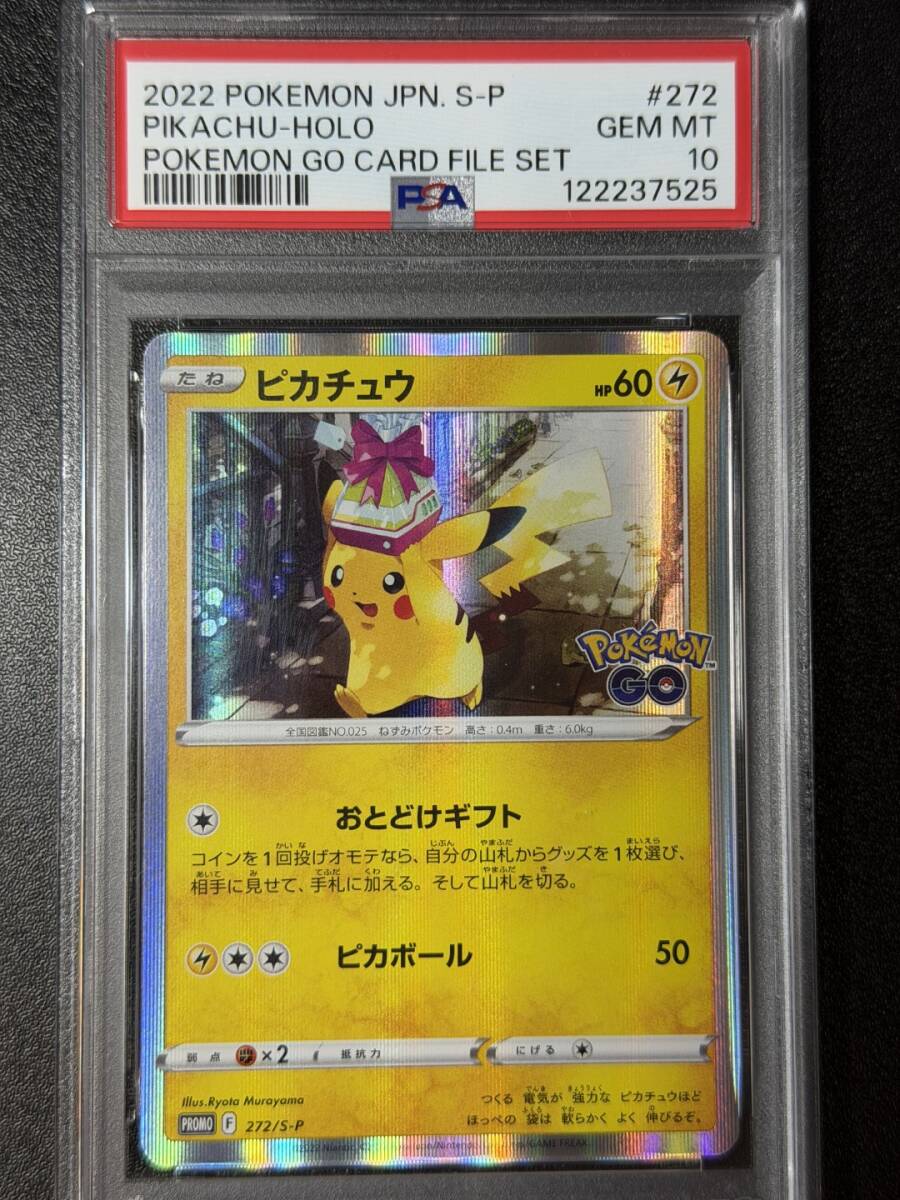 2022 POKEMON JPN. S-P #272
PIKACHU-HOLO GEM MT
POKEMON GO CARD FILE SET 10
PSA 122237525
たね ピカチュウ HP60
Pokémon GO
全国図鑑NO.025 ねずみポケモン 高さ:0.4m 重さ:6.0kg
おとどけギフト
コインを1回投げオモテなら、自分の山札からグッズを1枚選び、
相手に見せて、手札に加える。そして山札を切る。
ピカボール 50
弱点 ×2 抵抗力 にげる
Illus.Ryota Murayama
つくる 電気が 強力な ピカチュウほど
ほっぺの 袋は 軟らかく よく 伸びるぞ。
PROMO F 272/S-P
GAME FREAK